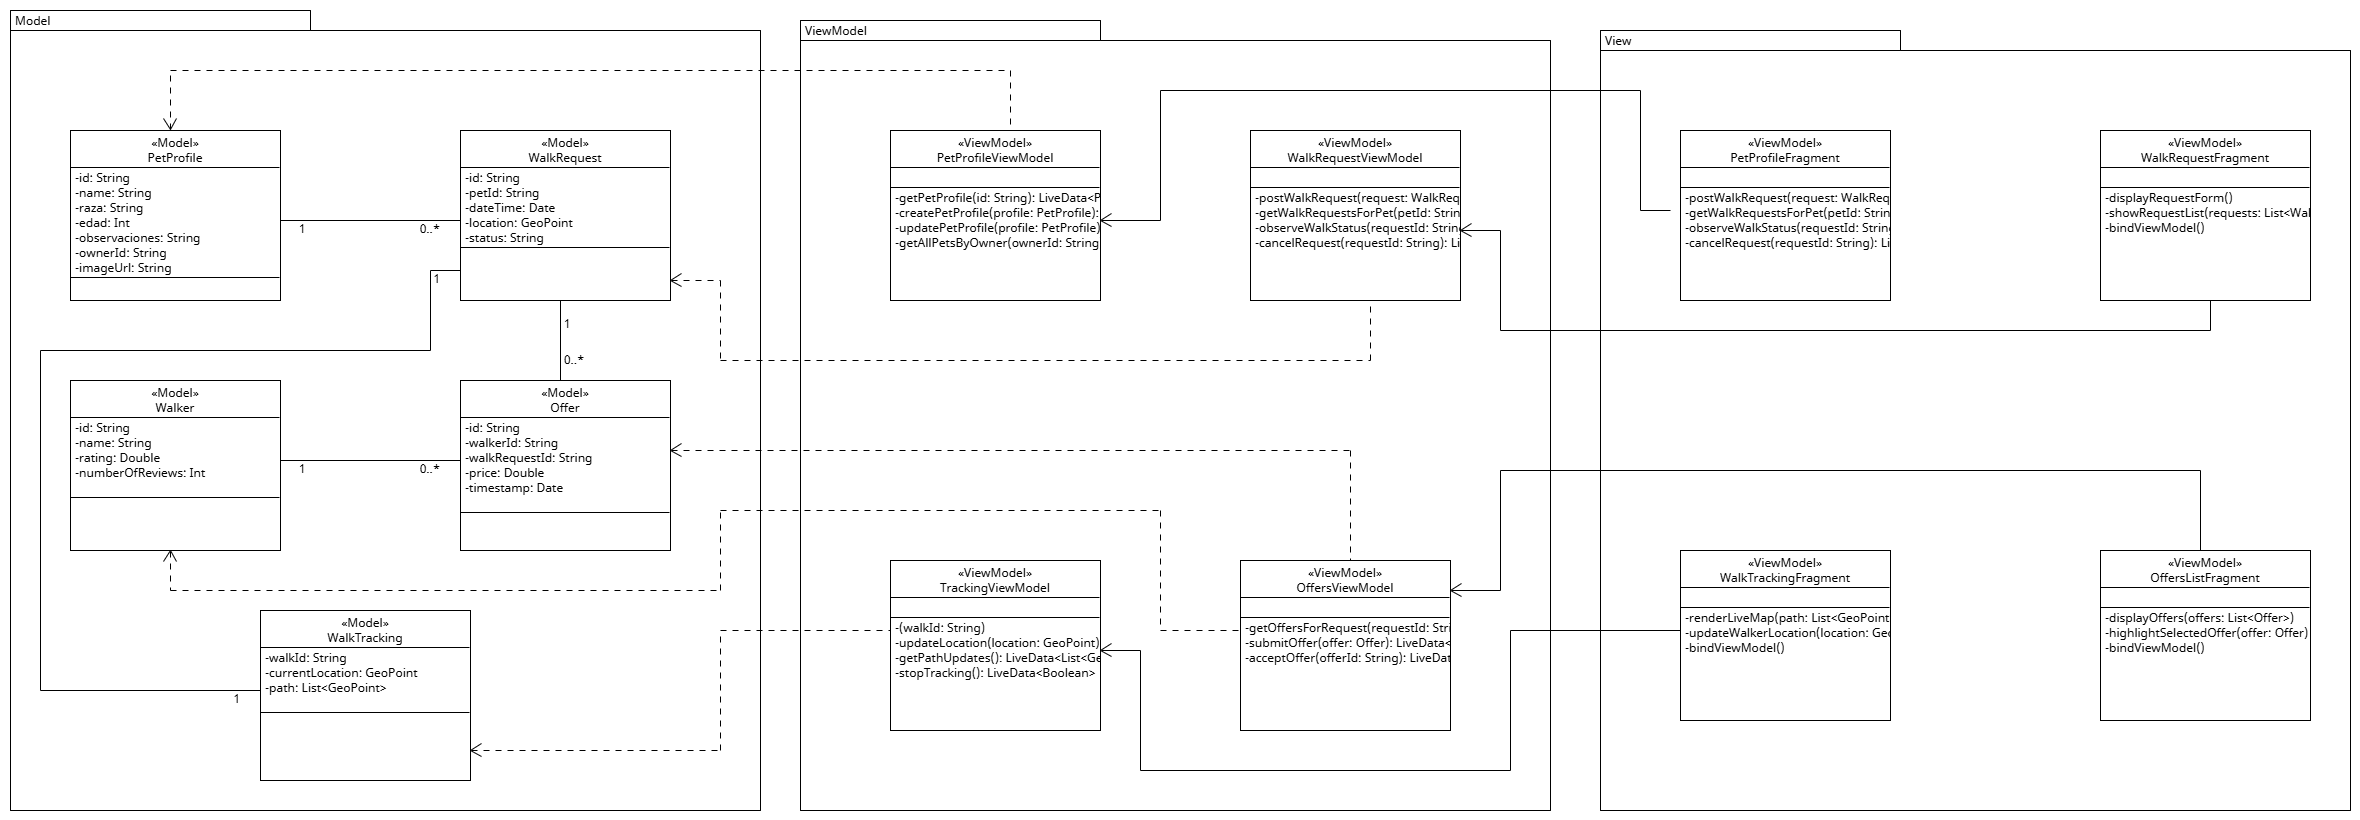 Model
«Model»
PetProfile
-id: String
-name: String
-raza: String
-edad: Int
-observaciones: String
-ownerId: String
-imageUrl: String
1
0..*
«Model»
WalkRequest
-id: String
-petId: String
-dateTime: Date
-location: GeoPoint
-status: String
1
1
0..*
«Model»
Walker
-id: String
-name: String
-rating: Double
-numberOfReviews: Int
1
0..*
«Model»
Offer
-id: String
-walkerId: String
-walkRequestId: String
-price: Double
-timestamp: Date
«Model»
WalkTracking
-walkId: String
-currentLocation: GeoPoint
-path: List<GeoPoint>
1
ViewModel
«ViewModel»
PetProfileViewModel
-getPetProfile(id: String): LiveData<P
-createPetProfile(profile: PetProfile):
-updatePetProfile(profile: PetProfile)
-getAllPetsByOwner(ownerId: String
«ViewModel»
WalkRequestViewModel
-postWalkRequest(request: WalkReq
-getWalkRequestsForPet(petId: Strin
-observeWalkStatus(requestId: Strin
-cancelRequest(requestId: String): Li
«ViewModel»
TrackingViewModel
-(walkId: String)
-updateLocation(location: GeoPoint)
-getPathUpdates(): LiveData<List<Ge
-stopTracking(): LiveData<Boolean>
«ViewModel»
OffersViewModel
-getOffersForRequest(requestId: Stri
-submitOffer(offer: Offer): LiveData<
-acceptOffer(offerId: String): LiveDat
View
«ViewModel»
PetProfileFragment
-postWalkRequest(request: WalkReq
-getWalkRequestsForPet(petId: Strin
-observeWalkStatus(requestId: Strin
-cancelRequest(requestId: String): Li
«ViewModel»
WalkRequestFragment
-displayRequestForm()
-showRequestList(requests: List<Wal
-bindViewModel()
«ViewModel»
WalkTrackingFragment
-renderLiveMap(path: List<GeoPoint
-updateWalkerLocation(location: Geo
-bindViewModel()
«ViewModel»
OffersListFragment
-displayOffers(offers: List<Offer>)
-highlightSelectedOffer(offer: Offer)
-bindViewModel()